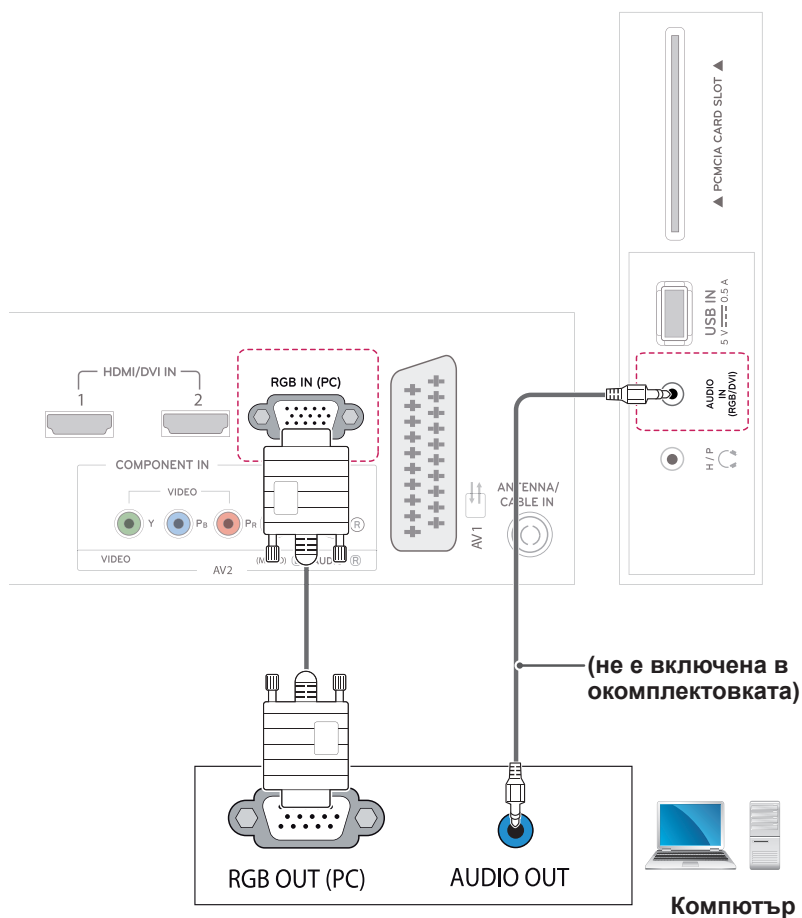 ▲ PCMCIA CARD SLOT ▲
USB IN
5 V 0.5 A
AUDIO
IN
(RGB/DVI)
H / P
HDMI/DVI IN
1
2
RGB IN (PC)
COMPONENT IN
VIDEO
Y
PB
PR
R
VIDEO
AV2
R
AV1
ANTENNA/
CABLE IN
(не е включена в
окомплектовката)
RGB OUT (PC)
AUDIO OUT
Компютър